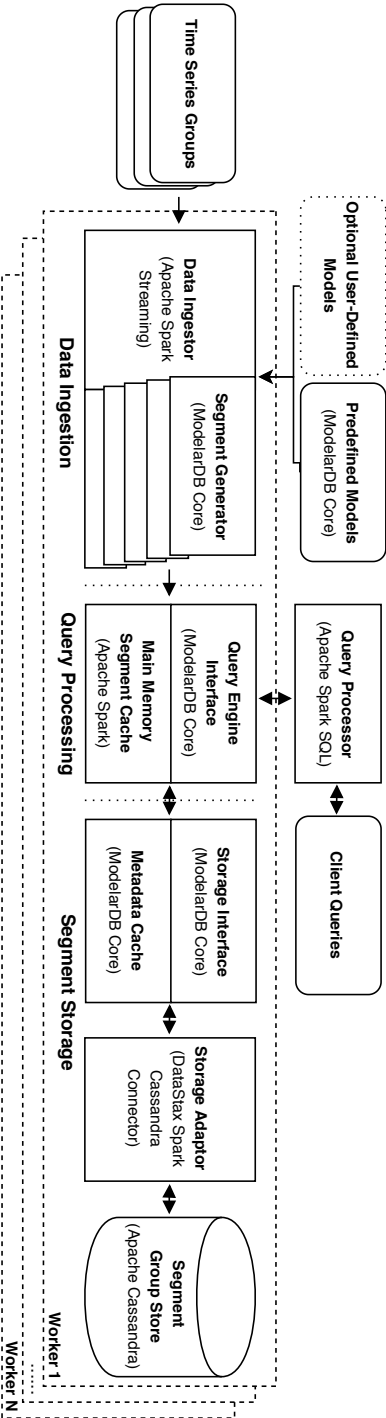 Time Series Groups
Optional User-Defined
Models
Predefined Models
(ModelarDB Core)
Data Ingestor
(Apache Spark
Streaming)
Segment Generator
(ModelarDB Core)
Data Ingestion
Query Processor
(Apache Spark SQL)
Client Queries
Query Engine
Interface
(ModelarDB Core)
Main Memory
Segment Cache
(Apache Spark)
Query Processing
Storage Interface
(ModelarDB Core)
Metadata Cache
(ModelarDB Core)
Storage Adaptor
(DataStax Spark
Cassandra
Connector)
Segment
Group Store
(Apache Cassandra)
Segment Storage
Worker 1
......
Worker N